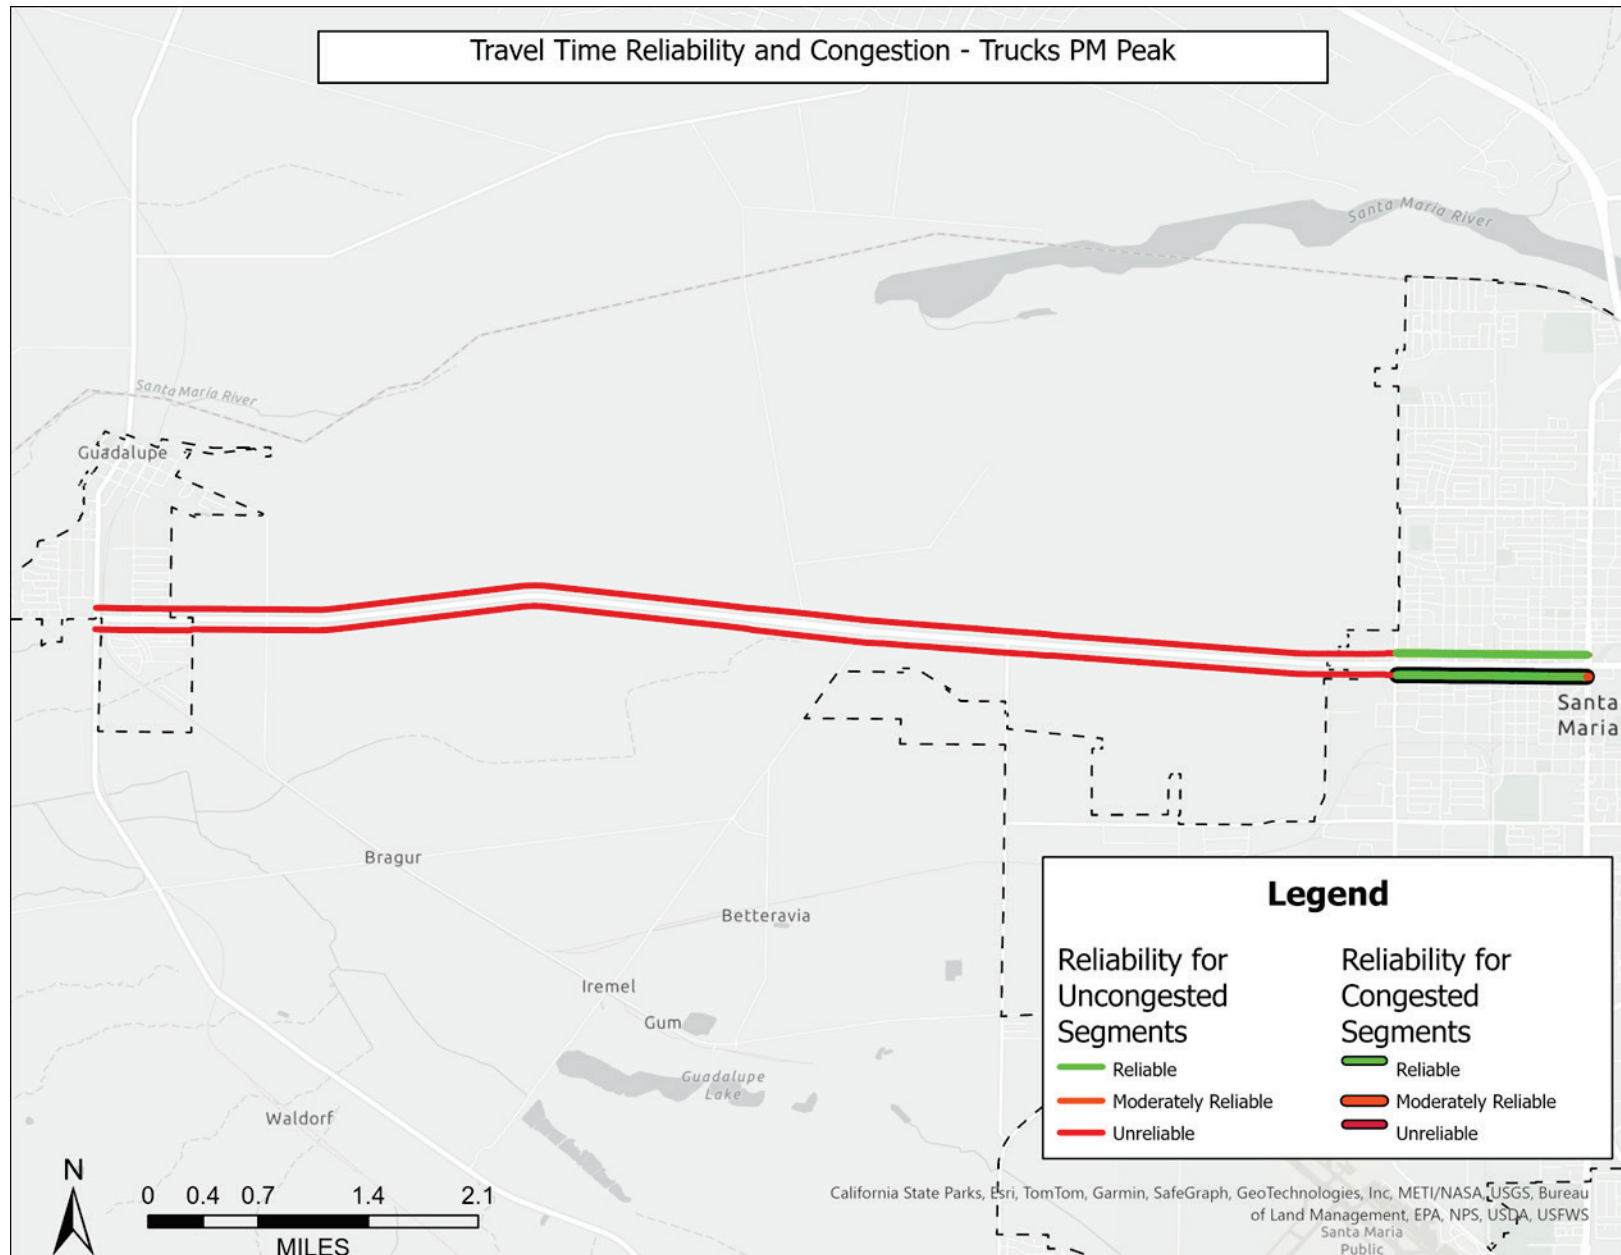 Travel Time Reliability and Congestion - Trucks PM Peak
Santa Maria River
Santa Maria River
Guadalupe
Santa
Maria
Bragur
Betteravia
Iremel
Gum
Guadalupe
Lake
Waldorf
Legend
Reliability for
Uncongested
Segments
Reliable
Moderately Reliable
Unreliable
Reliability for
Congested
Segments
Reliable
Moderately Reliable
Unreliable
N
0 0.4 0.7 1.4 2.1
MILES
California State Parks, Esri, TomTom, Garmin, SafeGraph, GeoTechnologies, Inc, METI/NASA, USGS, Bureau
of Land Management, EPA, NPS, USDA, USFWS
Santa Maria
Public